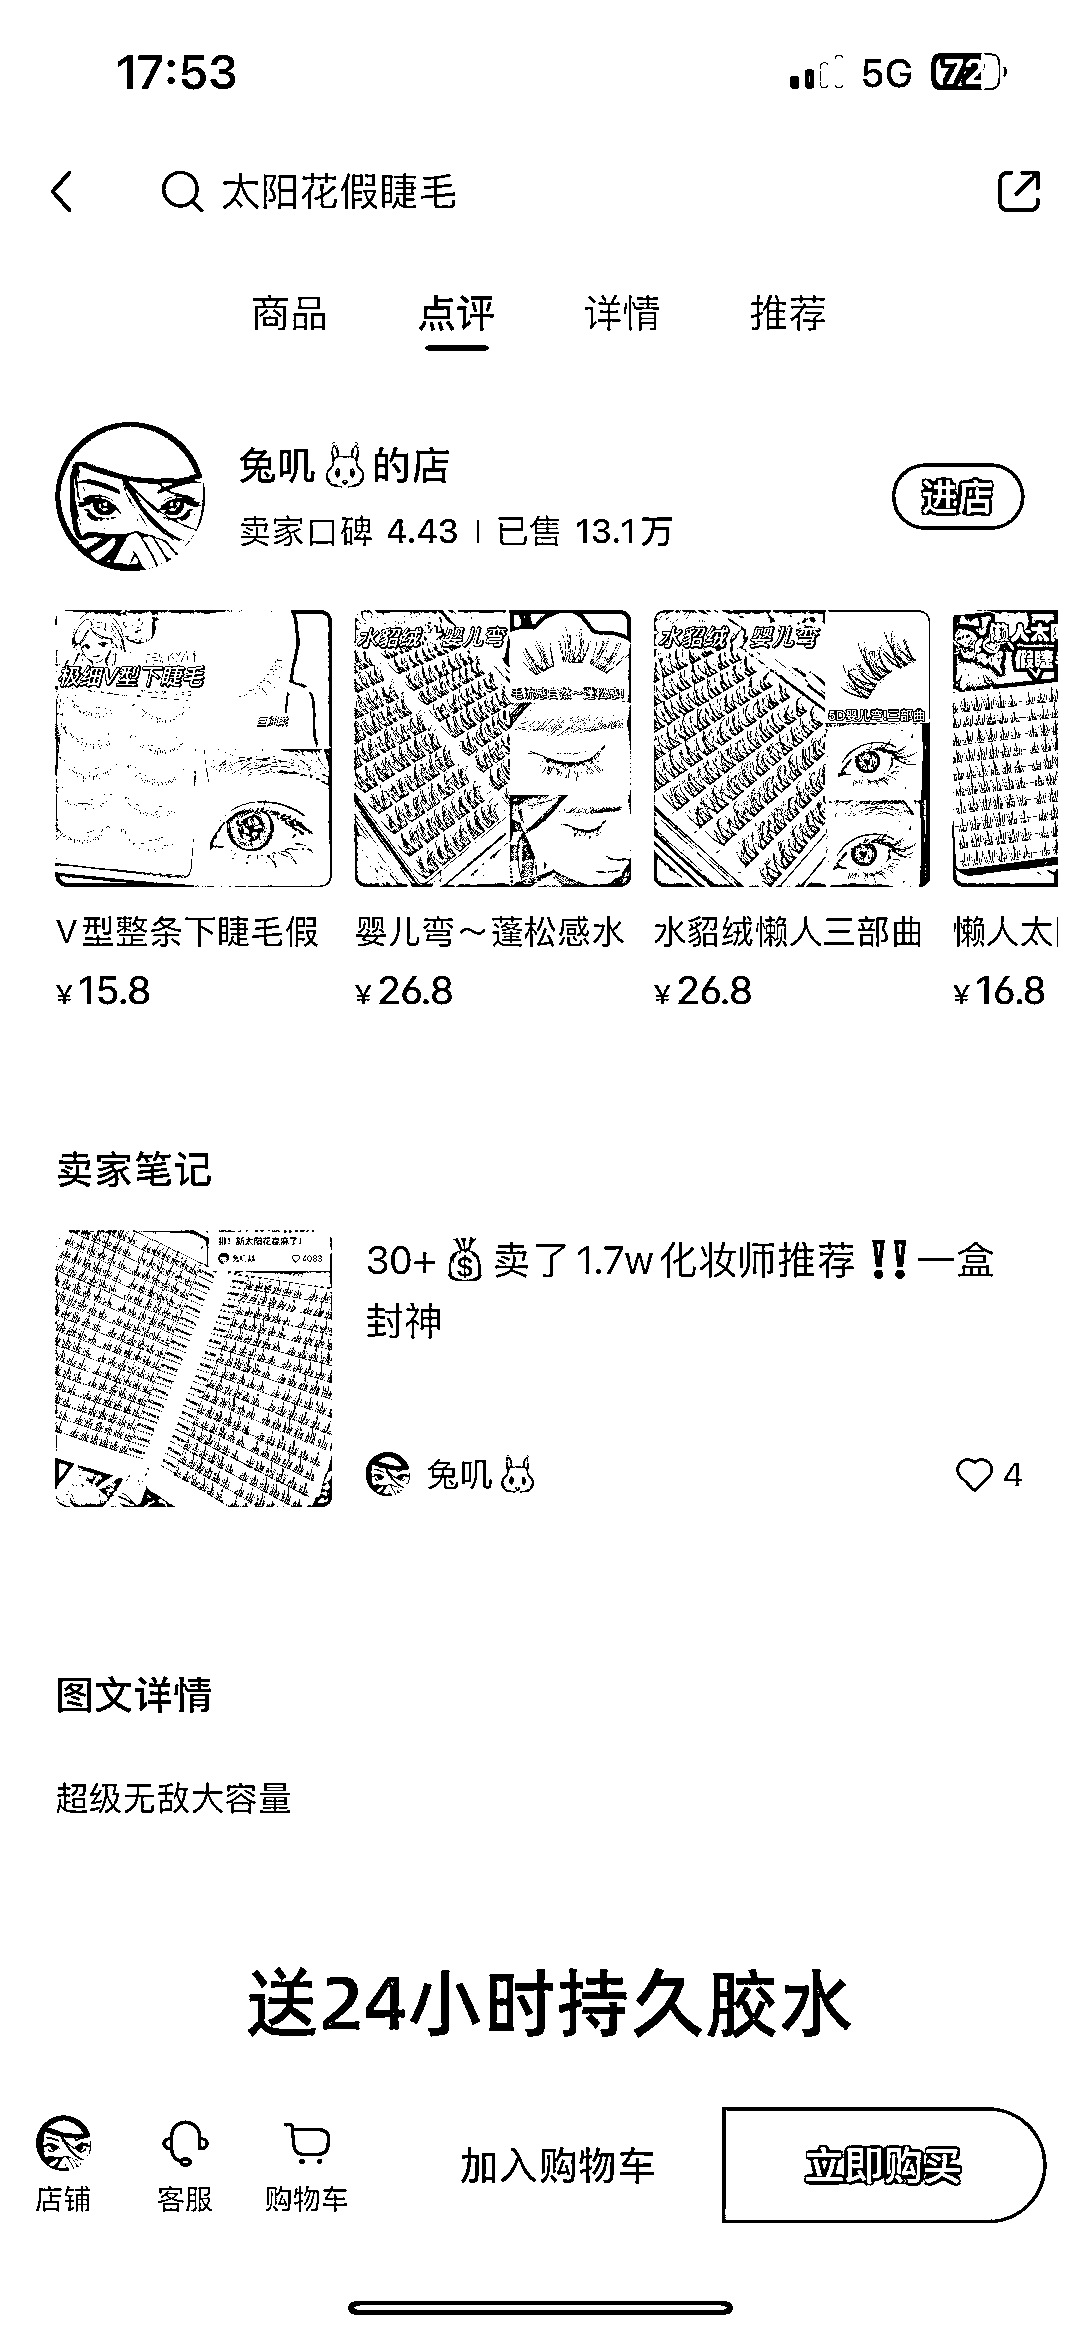 17:53
5G 72
太阳花假睫毛
商品 点评 详情 推荐
兔叽🐰的店
卖家口碑 4.43 | 已售 13.1万
进店
极细V型下睫毛
水貂绒 婴儿弯
水貂绒 婴儿弯
5D婴儿弯三部曲
V型整条下睫毛假
¥15.8
婴儿弯～蓬松感水
¥26.8
水貂绒懒人三部曲
¥26.8
懒人太
¥16.8
卖家笔记
4083
30+💰卖了1.7w化妆师推荐‼️一盒
封神
兔叽🐰
4
图文详情
超级无敌大容量
送24小时持久胶水
店铺 客服 购物车
加入购物车
立即购买